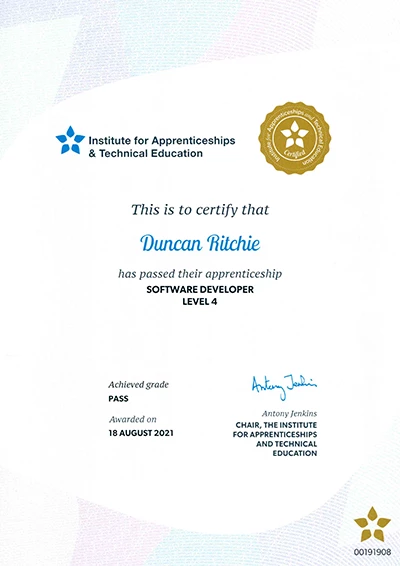 Institute for Apprenticeships
& Technical Education
Institute for Apprenticeships and Technical Education
Certified
This is to certify that
Duncan Ritchie
has passed their apprenticeship
SOFTWARE DEVELOPER
LEVEL 4
Achieved grade
PASS
Awarded on
18 AUGUST 2021
Antony Jenkins
Antony Jenkins
CHAIR, THE INSTITUTE
FOR APPRENTICESHIPS
AND TECHNICAL
EDUCATION
00191908